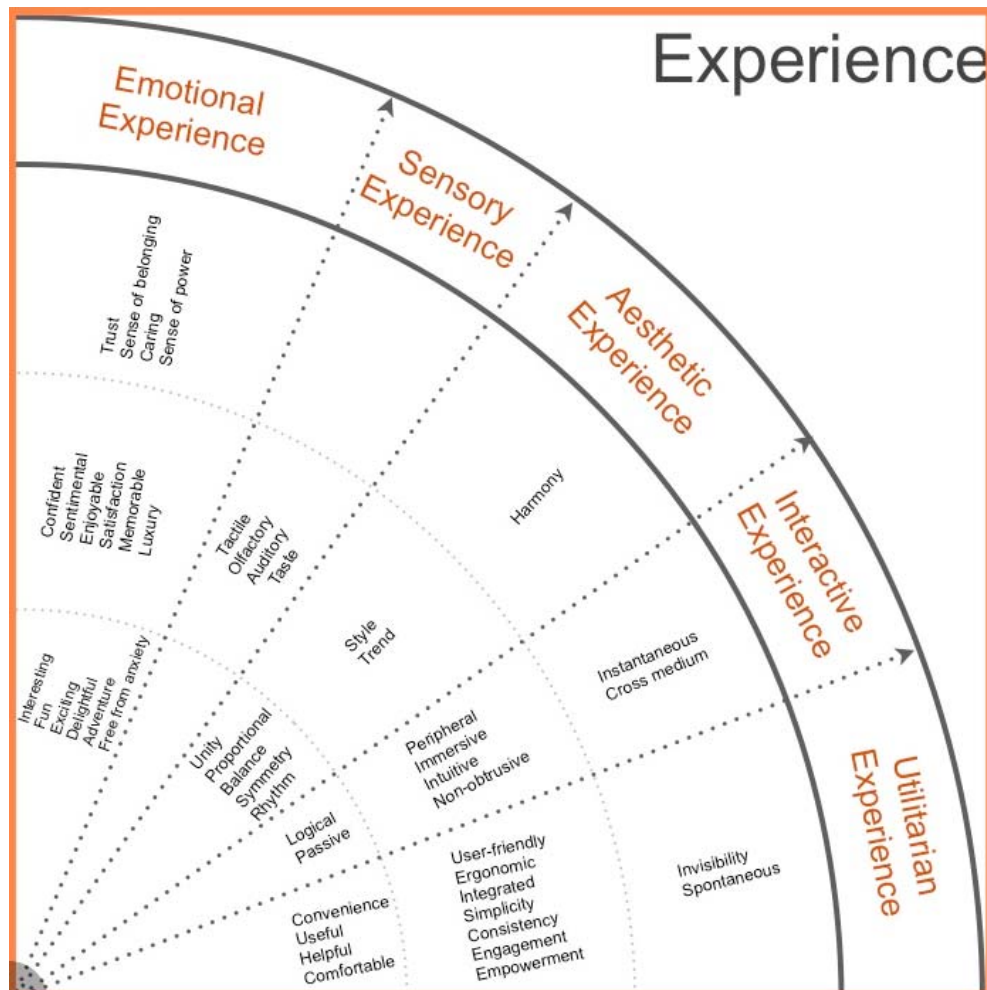 Experience
Emotional
Experience
Trust
Sense of belonging
Caring
Sense of power
Confident
Sentimental
Enjoyable
Satisfaction
Memorable
Luxury
Interesting
Fun
Exciting
Delightful
Adventure
Free from anxiety
Sensory
Experience
Tactile
Olfactory
Auditory
Taste
Aesthetic
Experience
Harmony
Style
Trend
Unity
Proportional
Balance
Symmetry
Rhythm
Interactive
Experience
Instantaneous
Cross medium
Peripheral
Immersive
Intuitive
Non-obtrusive
Logical
Passive
Utilitarian
Experience
Invisibility
Spontaneous
User-friendly
Ergonomic
Integrated
Simplicity
Consistency
Engagement
Empowerment
Convenience
Useful
Helpful
Comfortable